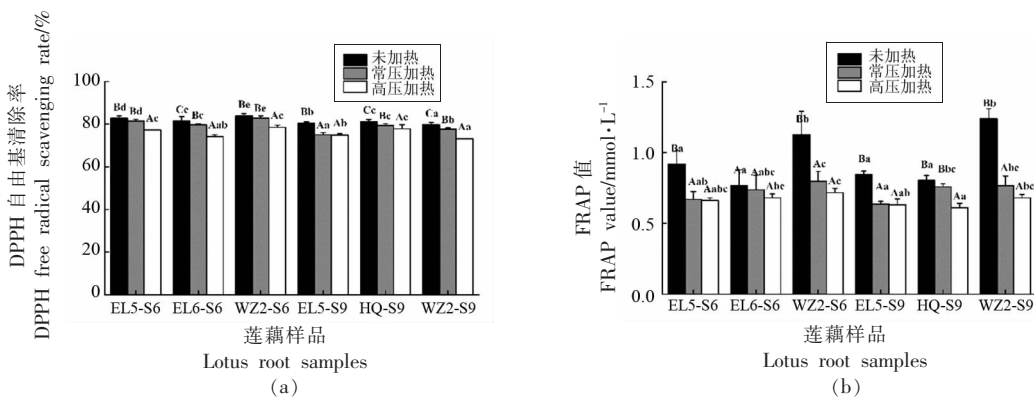 DPPH 自由基清除率
DPPH free radical scavenging rate/%
未加热
常压加热
高压加热
100
80
60
40
20
0
Bd Bd Ac
Cc Bc Aab
Be Be Ac
Bb Aa Aa
Cc Bc Ac
Ca Bb Aa
EL5-S6 EL6-S6 WZ2-S6 EL5-S9 HQ-S9 WZ2-S9
莲藕样品
Lotus root samples
(a)
FRAP 值
FRAP value/mmol·L⁻¹
未加热
常压加热
高压加热
1.5
1.0
0.5
0.0
Ba Aab Aabc
Aa Aabc Abc
Bb Ac Ac
Ba Aa Aab
Ba Bbc Aa
Bb Abc Abc
EL5-S6 EL6-S6 WZ2-S6 EL5-S9 HQ-S9 WZ2-S9
莲藕样品
Lotus root samples
(b)